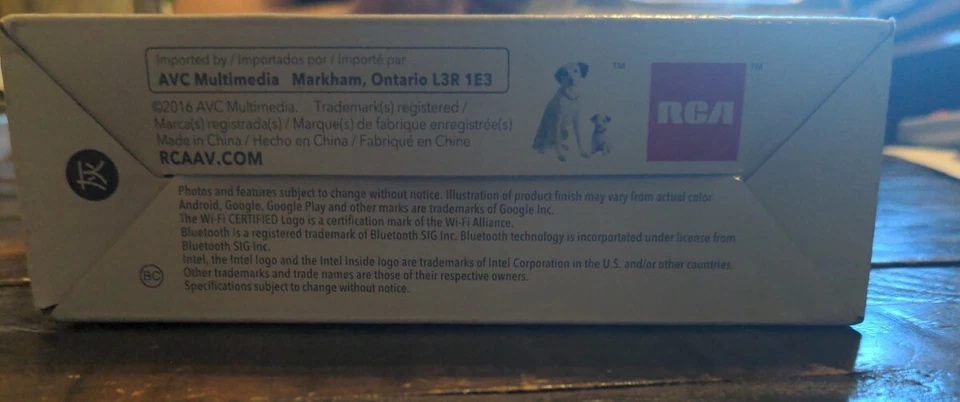 Imported by / Importados por / Importé par
AVC Multimedia Markham, Ontario L3R 1E3
©2016 AVC Multimedia. Trademark(s) registered /
Marca(s) registrada(s) / Marque(s) de fabrique enregistrée(s)
Made in China / Hecho en China / Fabriqué en Chine
RCAAV.COM
TM
RCA
TM
灰
Photos and features subject to change without notice. Illustration of product finish may vary from actual color
Android, Google, Google Play and other marks are trademarks of Google Inc.
The Wi-Fi CERTIFIED Logo is a certification mark of the Wi-Fi Alliance.
Bluetooth is a registered trademark of Bluetooth SIG Inc. Bluetooth technology is incorportated under license from
Bluetooth SIG Inc.
Intel, the Intel logo and the Intel Inside logo are trademarks of Intel Corporation in the U.S. and/or other countries.
Other trademarks and trade names are those of their respective owners.
Specifications subject to change without notice.
BC